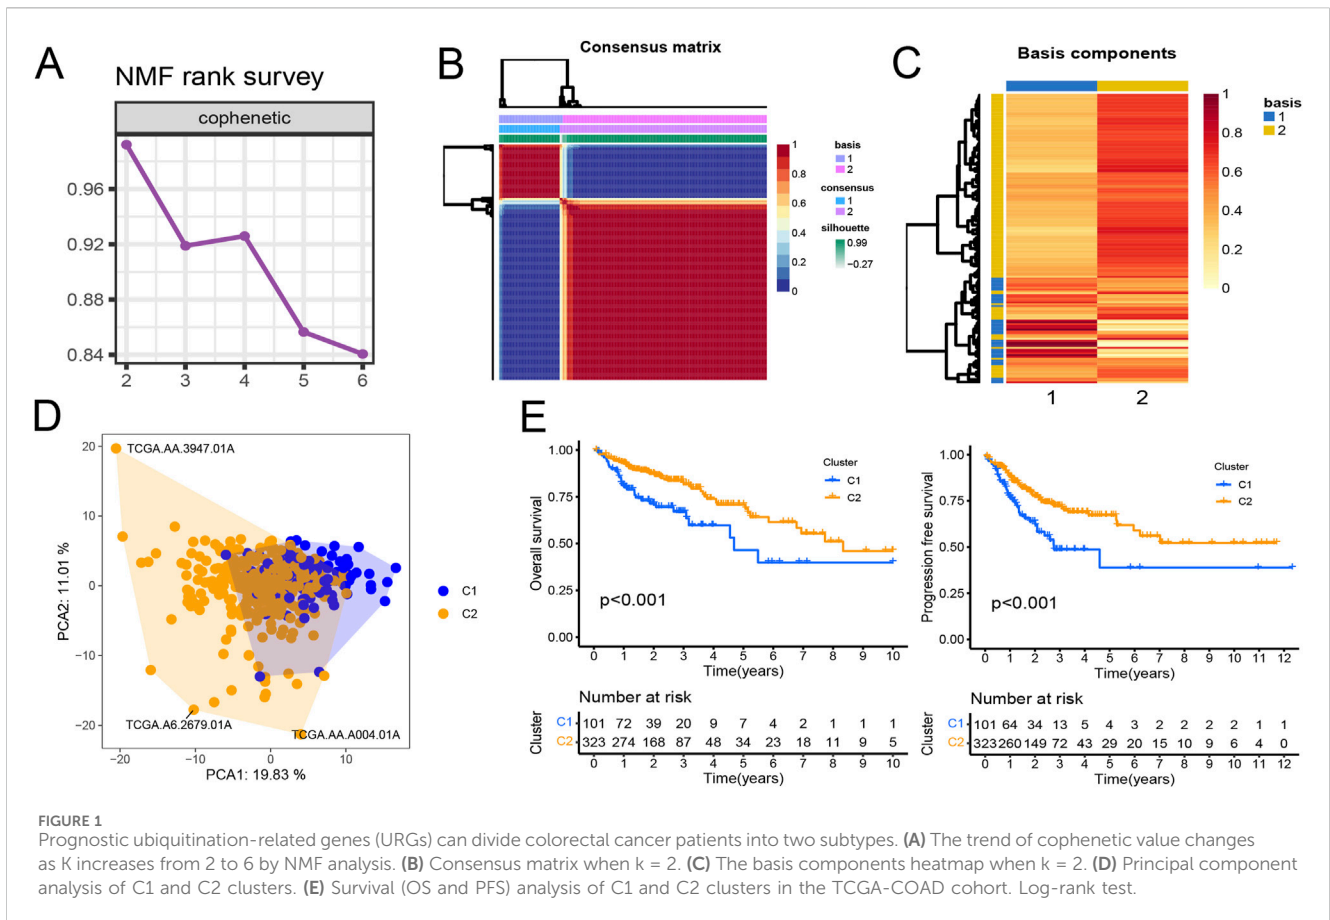 A
NMF rank survey
cophenetic
0.96
0.92
0.88
0.84
2 3 4 5 6
B
Consensus matrix
1
0.8
0.6
0.4
0.2
0
basis
1
2
consensus
1
2
silhouette
0.99
−0.27
C
Basis components
1
0.8
0.6
0.4
0.2
0
basis
1
2
1 2
D
20
10
0
−10
−20
PCA2: 11.01 %
TCGA.AA.3947.01A
TCGA.A6.2679.01A
TCGA.AA.A004.01A
−20 −10 0 10
PCA1: 19.83 %
C1
C2
E
1.00
0.75
0.50
0.25
0.00
Overall survival
Cluster
C1
C2
p<0.001
0 1 2 3 4 5 6 7 8 9 10
Time(years)
Number at risk
Cluster
C1 101 72 39 20 9 7 4 2 1 1 1
C2 323 274 168 87 48 34 23 18 11 9 5
0 1 2 3 4 5 6 7 8 9 10
Time(years)
1.00
0.75
0.50
0.25
0.00
Progression free survival
Cluster
C1
C2
p<0.001
0 1 2 3 4 5 6 7 8 9 10 11 12
Time(years)
Number at risk
Cluster
C1 101 64 34 13 5 4 3 2 2 2 2 1 1
C2 323 260 149 72 43 29 20 15 10 9 6 4 0
0 1 2 3 4 5 6 7 8 9 10 11 12
Time(years)
FIGURE 1
Prognostic ubiquitination-related genes (URGs) can divide colorectal cancer patients into two subtypes. (A) The trend of cophenetic value changes
as K increases from 2 to 6 by NMF analysis. (B) Consensus matrix when k = 2. (C) The basis components heatmap when k = 2. (D) Principal component
analysis of C1 and C2 clusters. (E) Survival (OS and PFS) analysis of C1 and C2 clusters in the TCGA-COAD cohort. Log-rank test.